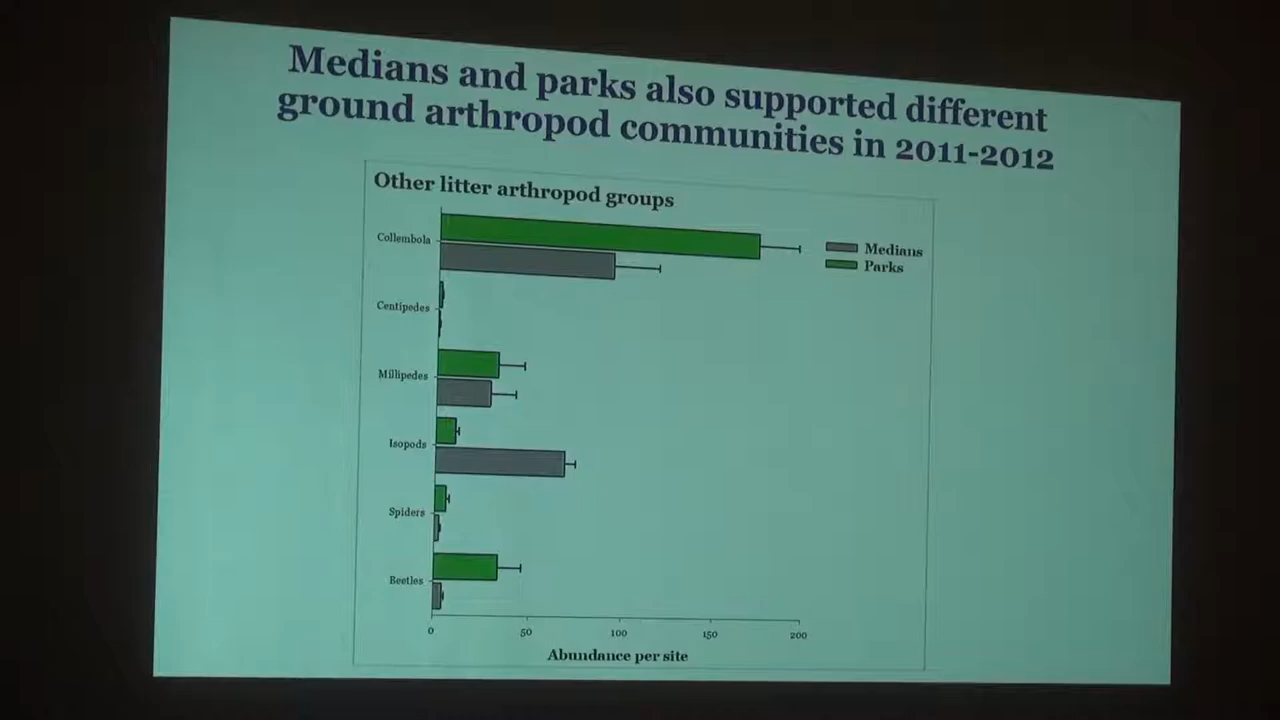 Medians and parks also supported different
ground arthropod communities in 2011-2012
Other litter arthropod groups
Medians
Parks
Collembola
Centipedes
Millipedes
Isopods
Spiders
Beetles
0 50 100 150 200
Abundance per site